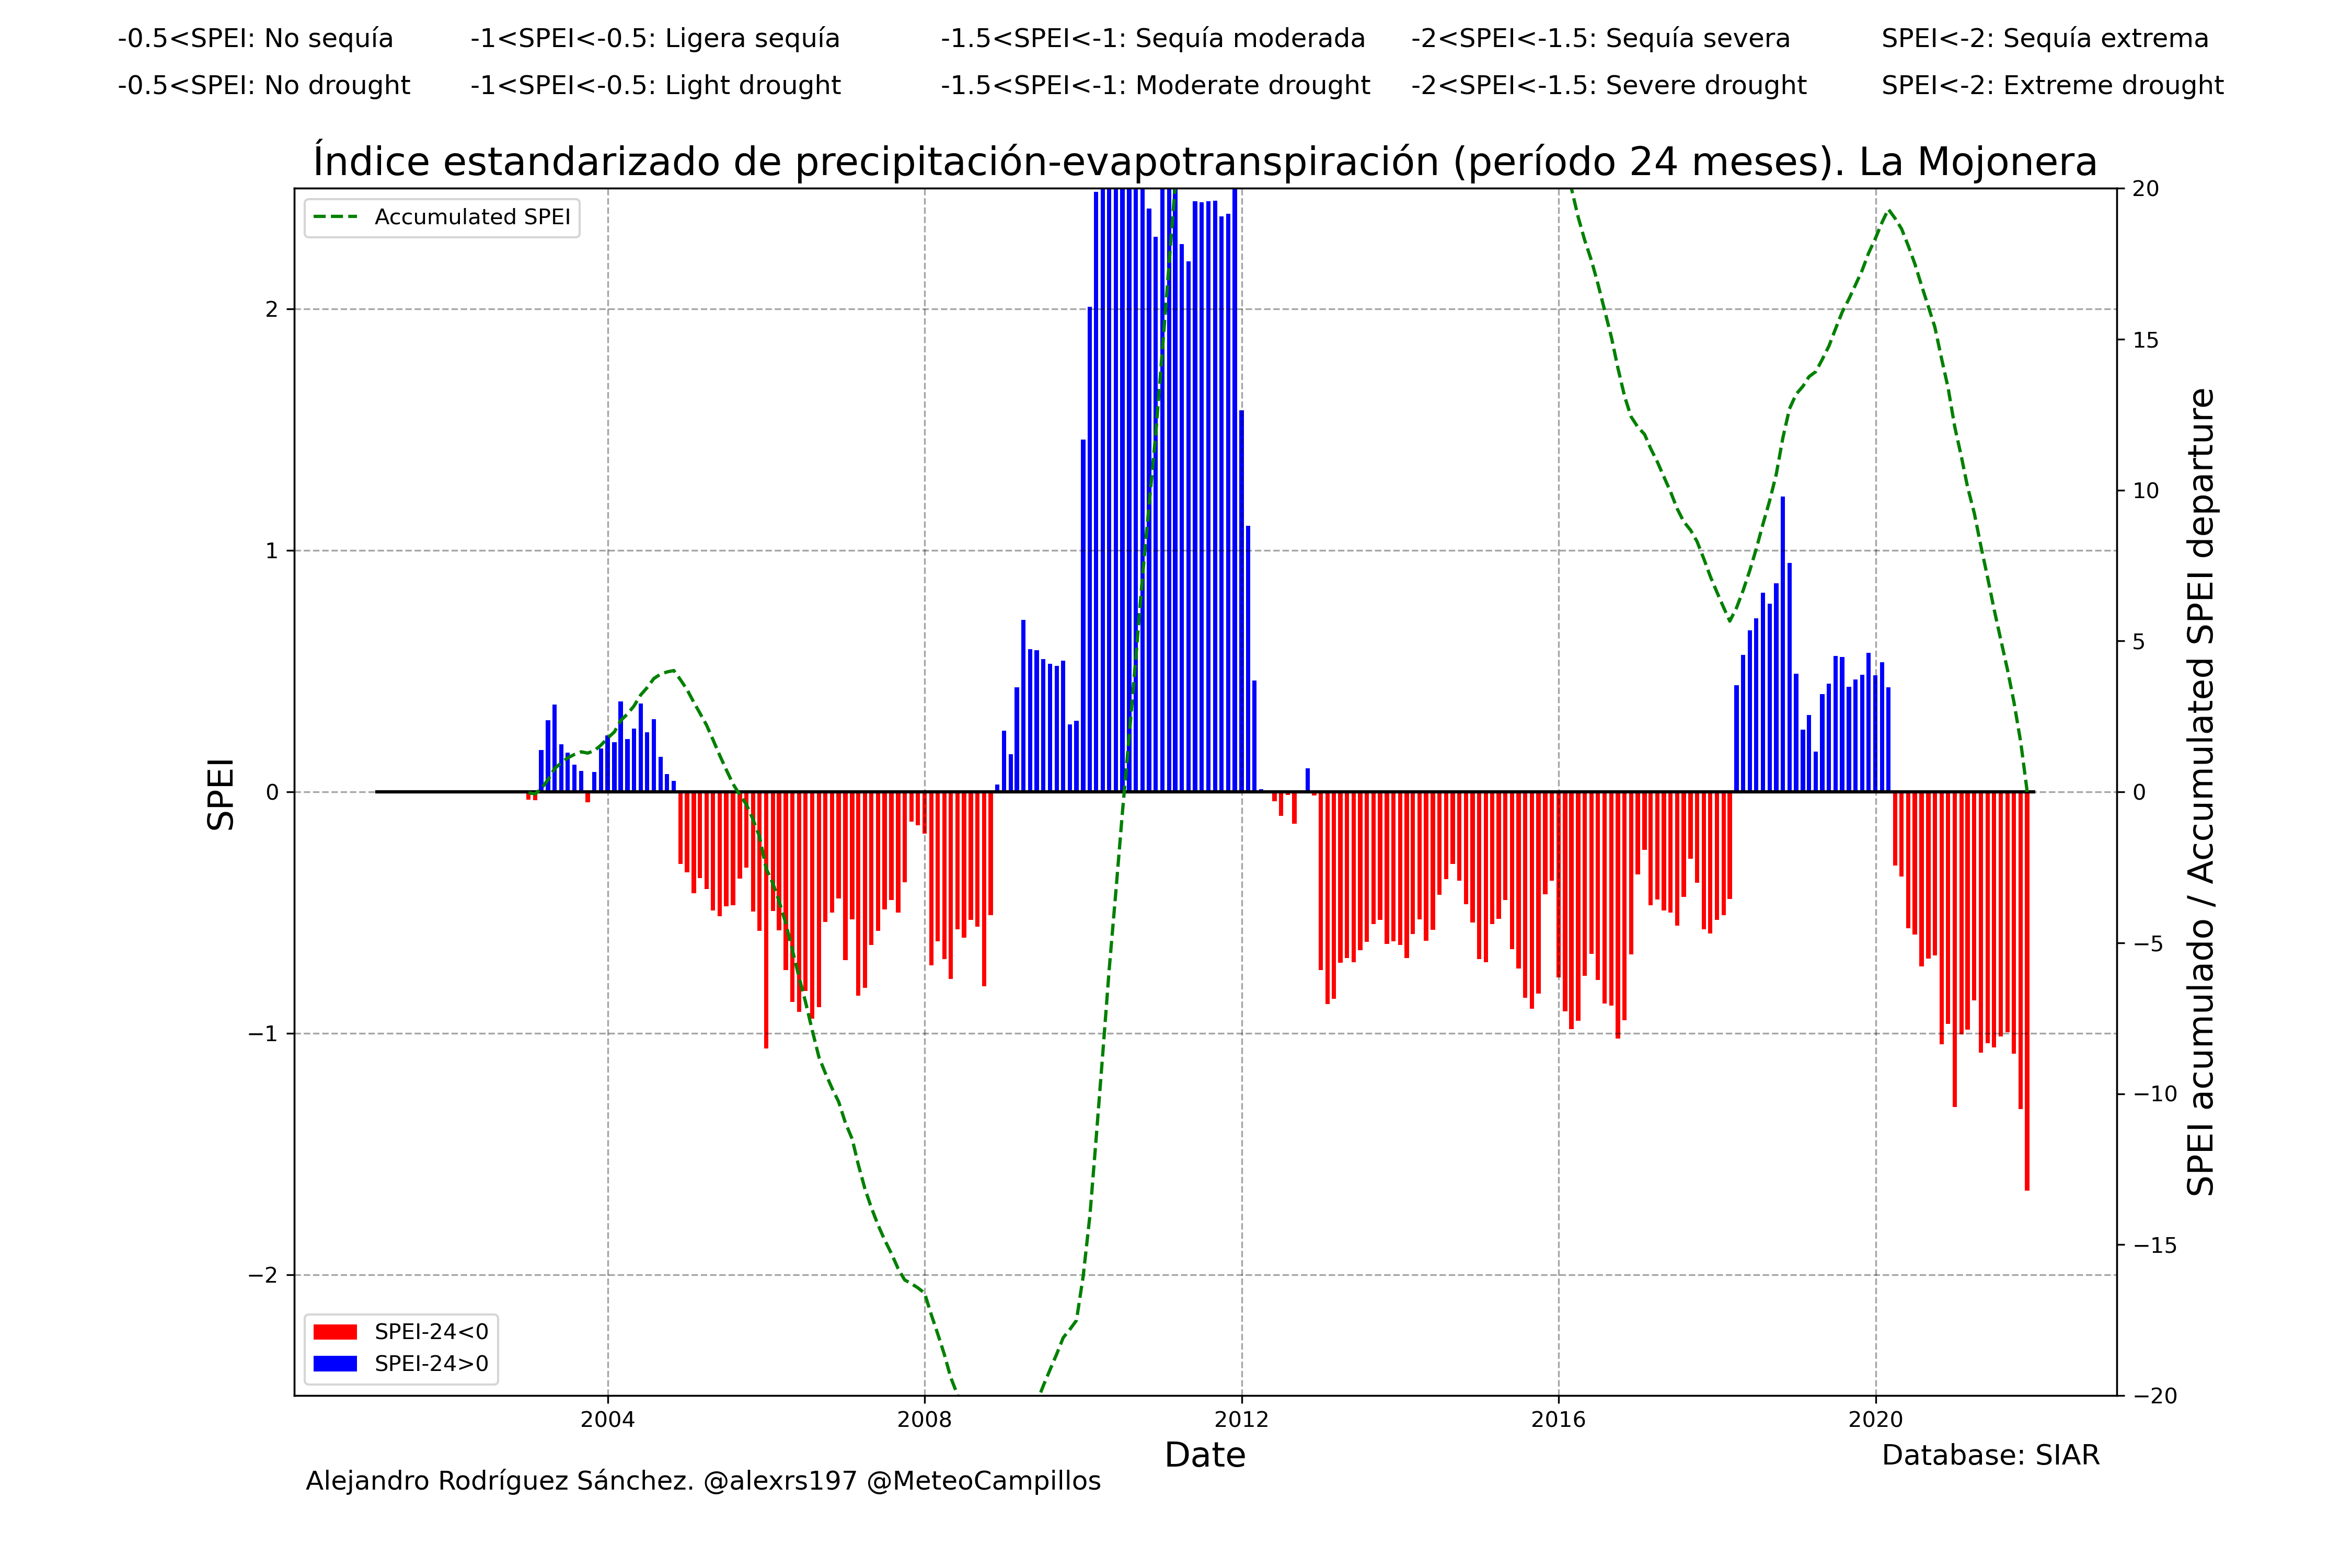 -0.5<SPEI: No sequía -1<SPEI<-0.5: Ligera sequía -1.5<SPEI<-1: Sequía moderada -2<SPEI<-1.5: Sequía severa SPEI<-2: Sequía extrema
-0.5<SPEI: No drought -1<SPEI<-0.5: Light drought -1.5<SPEI<-1: Moderate drought -2<SPEI<-1.5: Severe drought SPEI<-2: Extreme drought
Índice estandarizado de precipitación-evapotranspiración (período 24 meses). La Mojonera
Accumulated SPEI
2
1
0
−1
−2
SPEI
20
15
10
5
0
−5
−10
−15
−20
SPEI acumulado / Accumulated SPEI departure
SPEI-24<0
SPEI-24>0
2004 2008 2012 2016 2020
Date
Database: SIAR
Alejandro Rodríguez Sánchez. @alexrs197 @MeteoCampillos